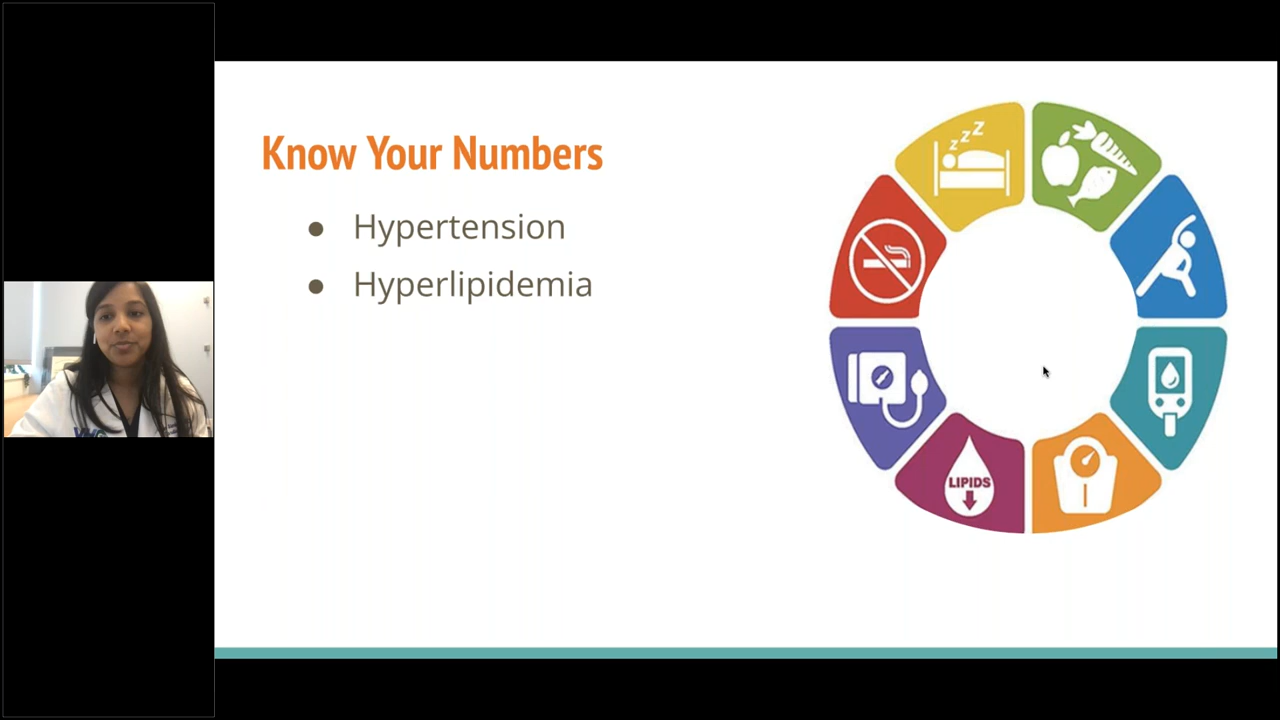 Know Your Numbers
● Hypertension
● Hyperlipidemia
z z z z
LIPIDS